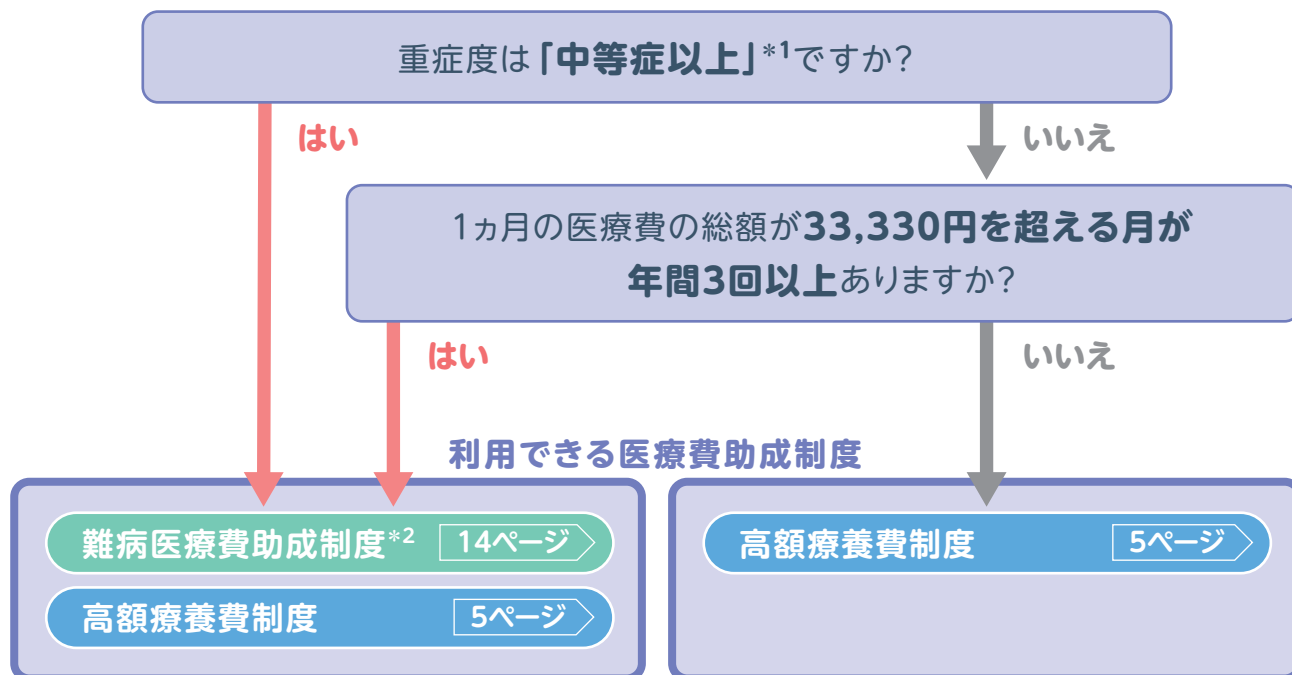 重症度は「中等症以上」*1ですか?
はい
いいえ
1ヵ月の医療費の総額が33,330円を超える月が
年間3回以上ありますか?
はい
いいえ
利用できる医療費助成制度
難病医療費助成制度*2 14ページ
高額療養費制度 5ページ
高額療養費制度 5ページ